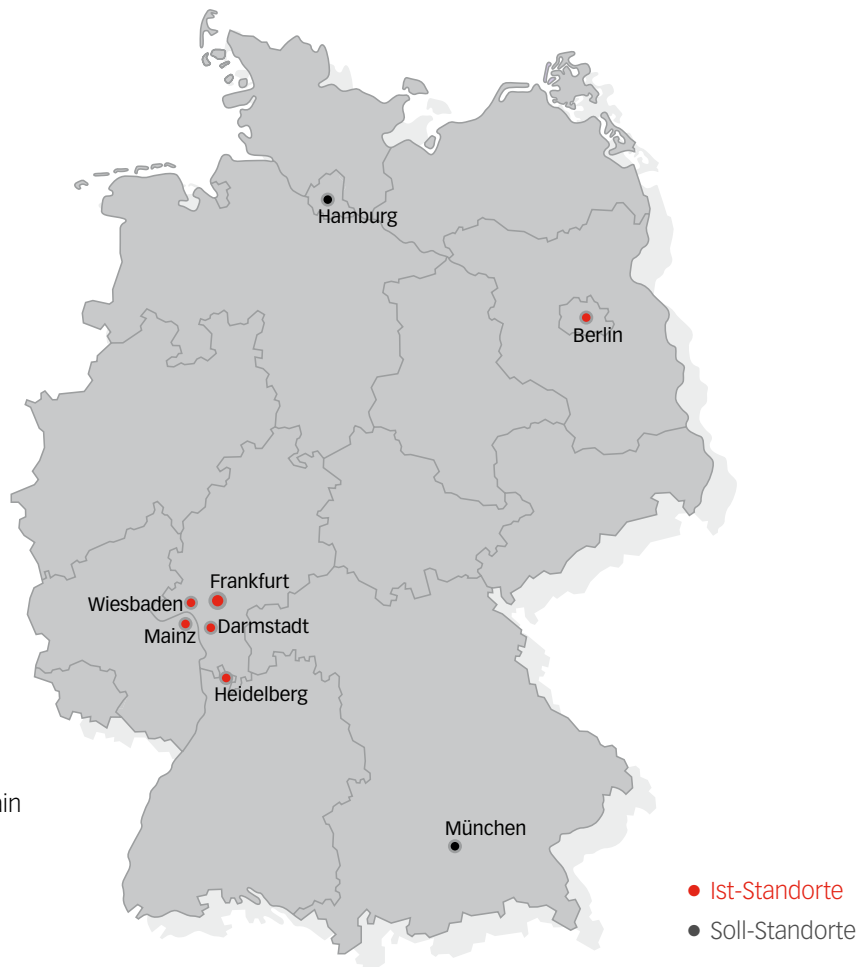 Hamburg
Berlin
Frankfurt
Wiesbaden
Darmstadt
Mainz
Heidelberg
München
● Ist-Standorte
● Soll-Standorte